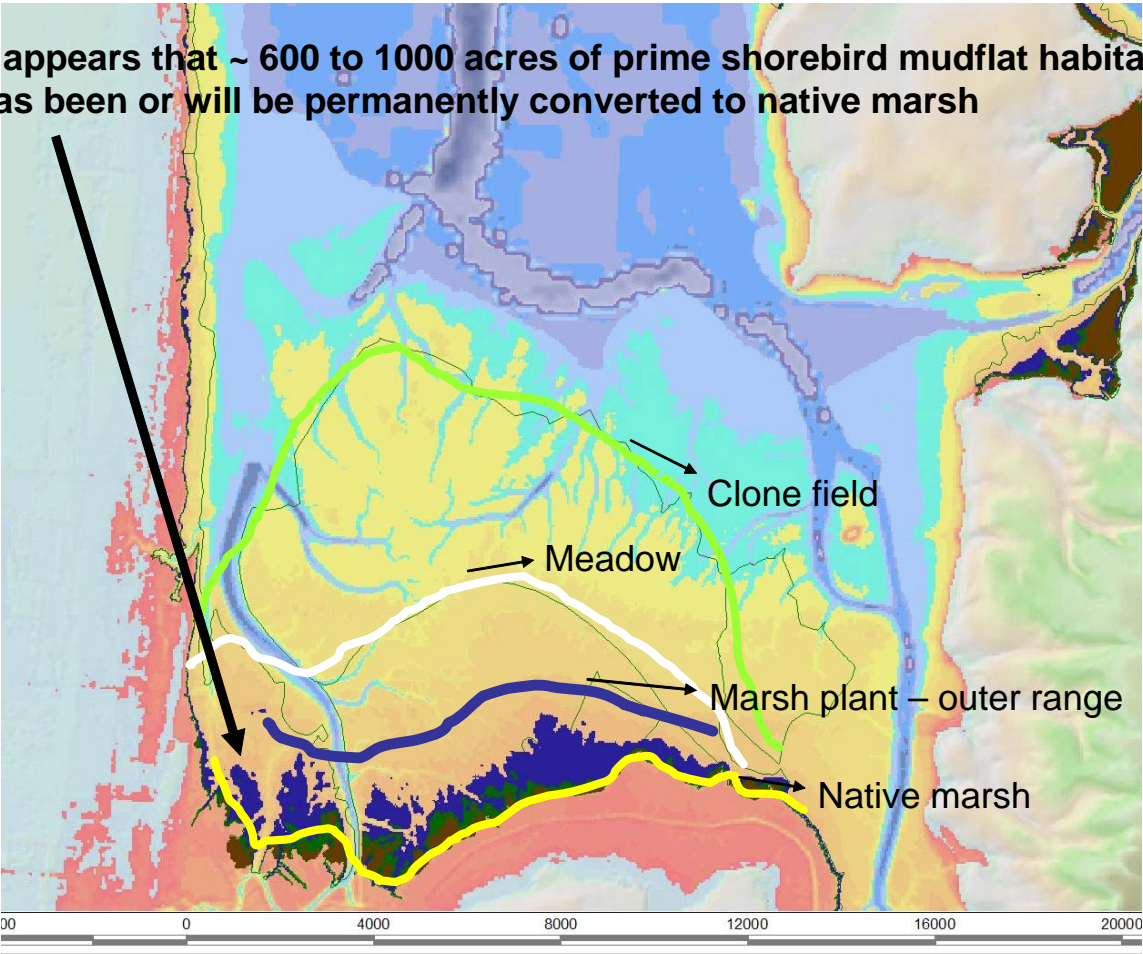 appears that ~ 600 to 1000 acres of prime shorebird mudflat habita
as been or will be permanently converted to native marsh
Clone field
Meadow
Marsh plant – outer range
Native marsh
00 0 4000 8000 12000 16000 20000